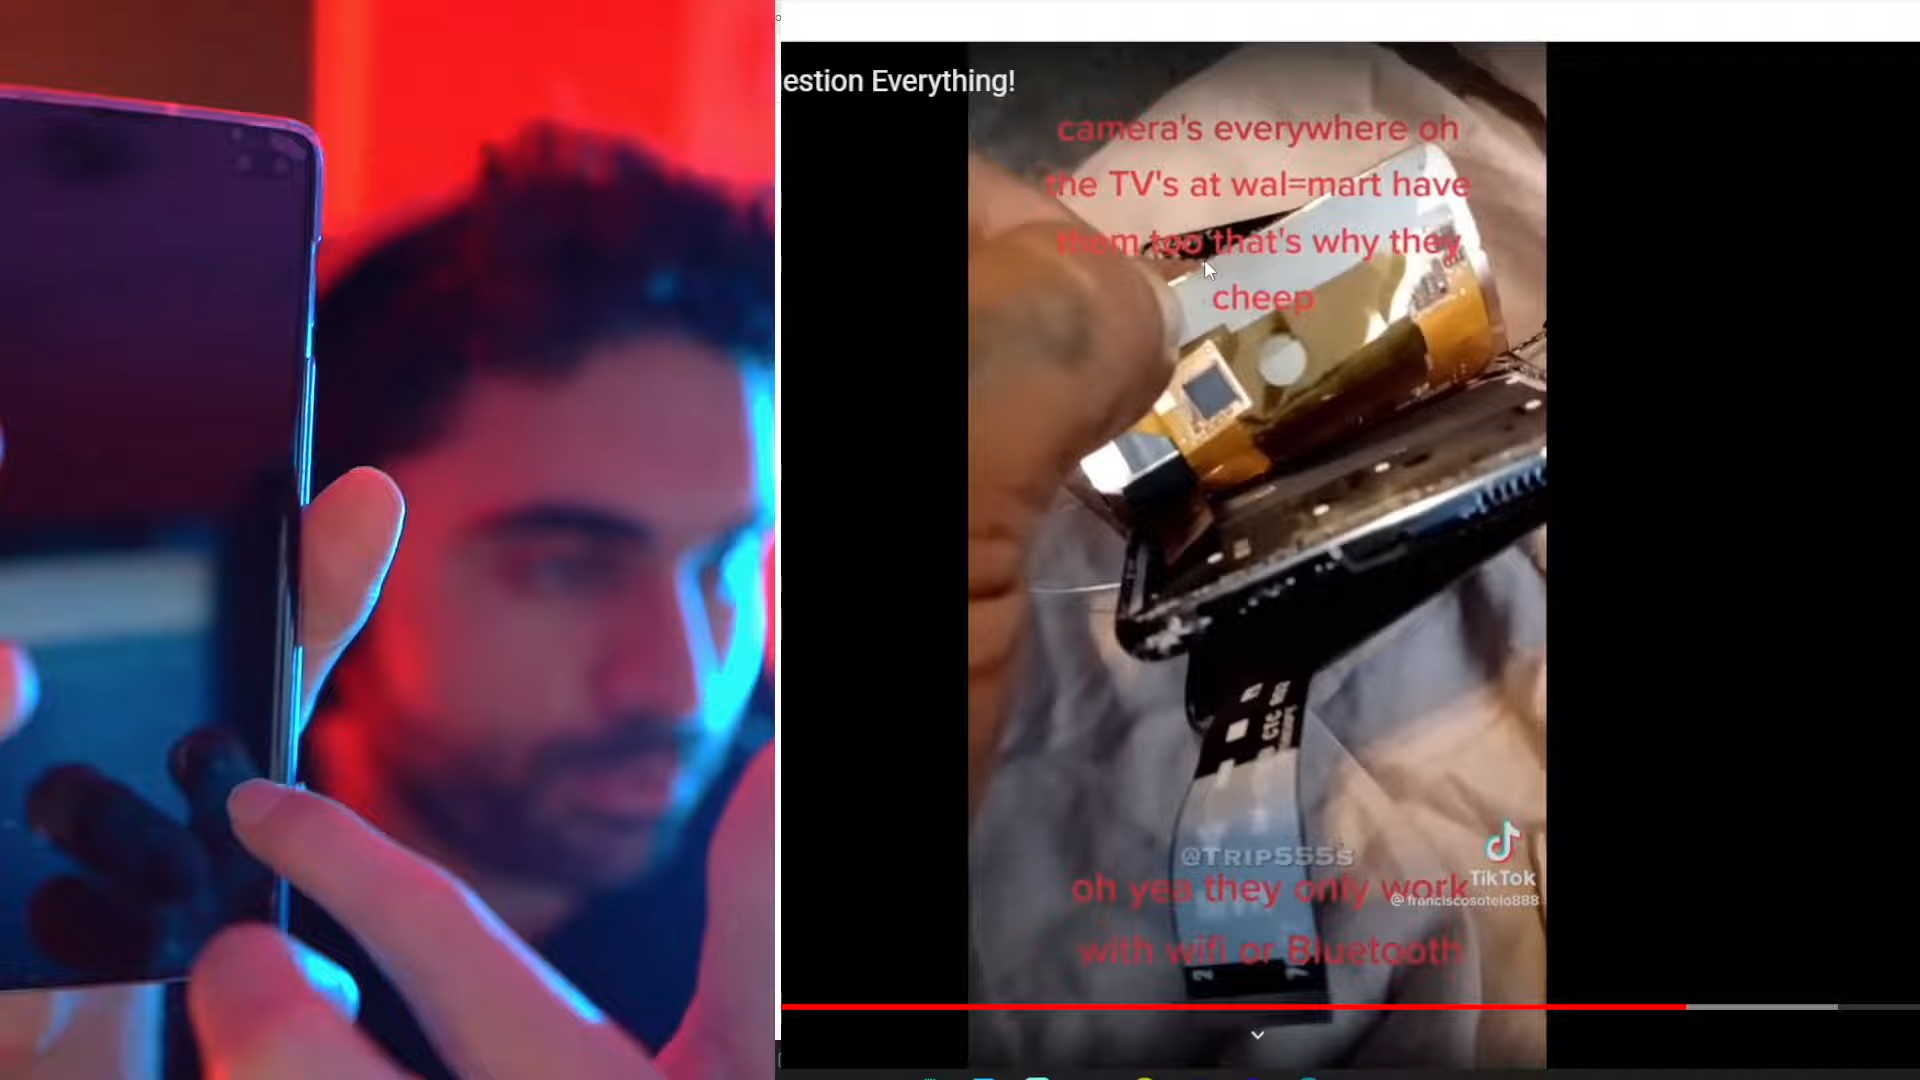 estion Everything!
camera's everywhere oh
the TV's at wal=mart have
them too that's why they
cheep
CTC
@TRIP555S
TikTok
@franciscosotelo888
oh yea they only work
with wifi or Bluetooth